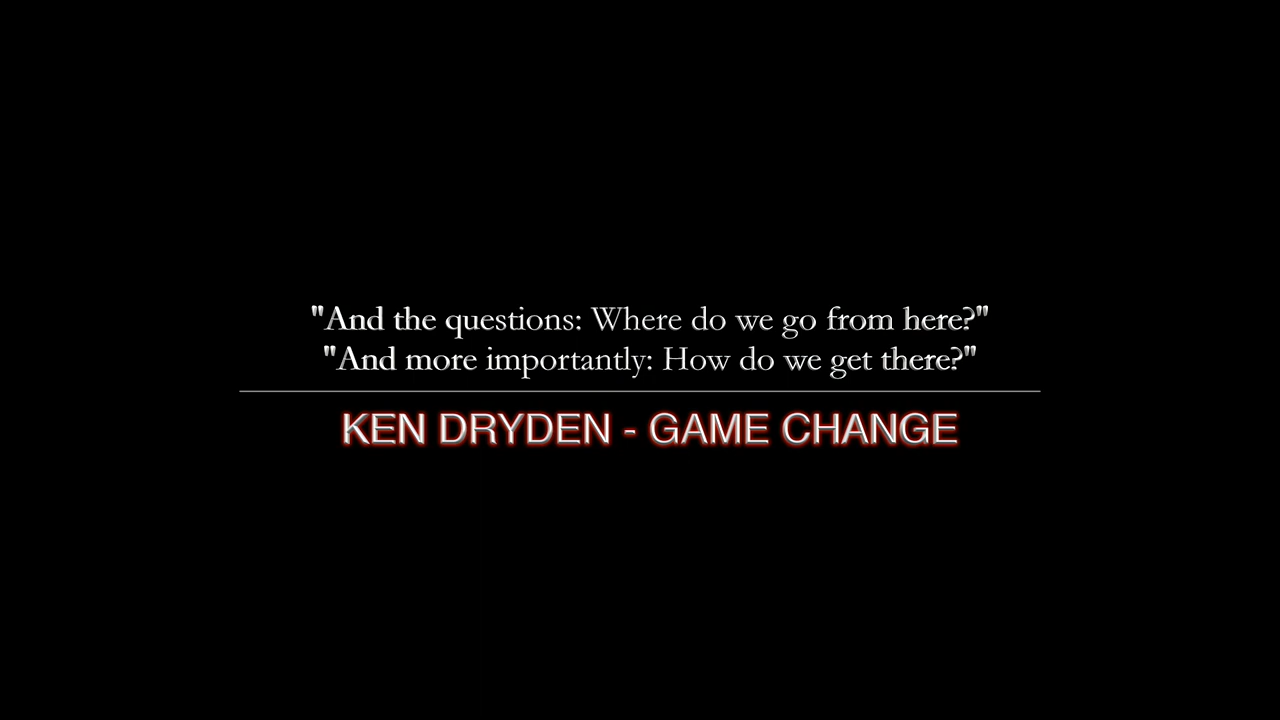 "And the questions: Where do we go from here?"
"And more importantly: How do we get there?"
KEN DRYDEN - GAME CHANGE